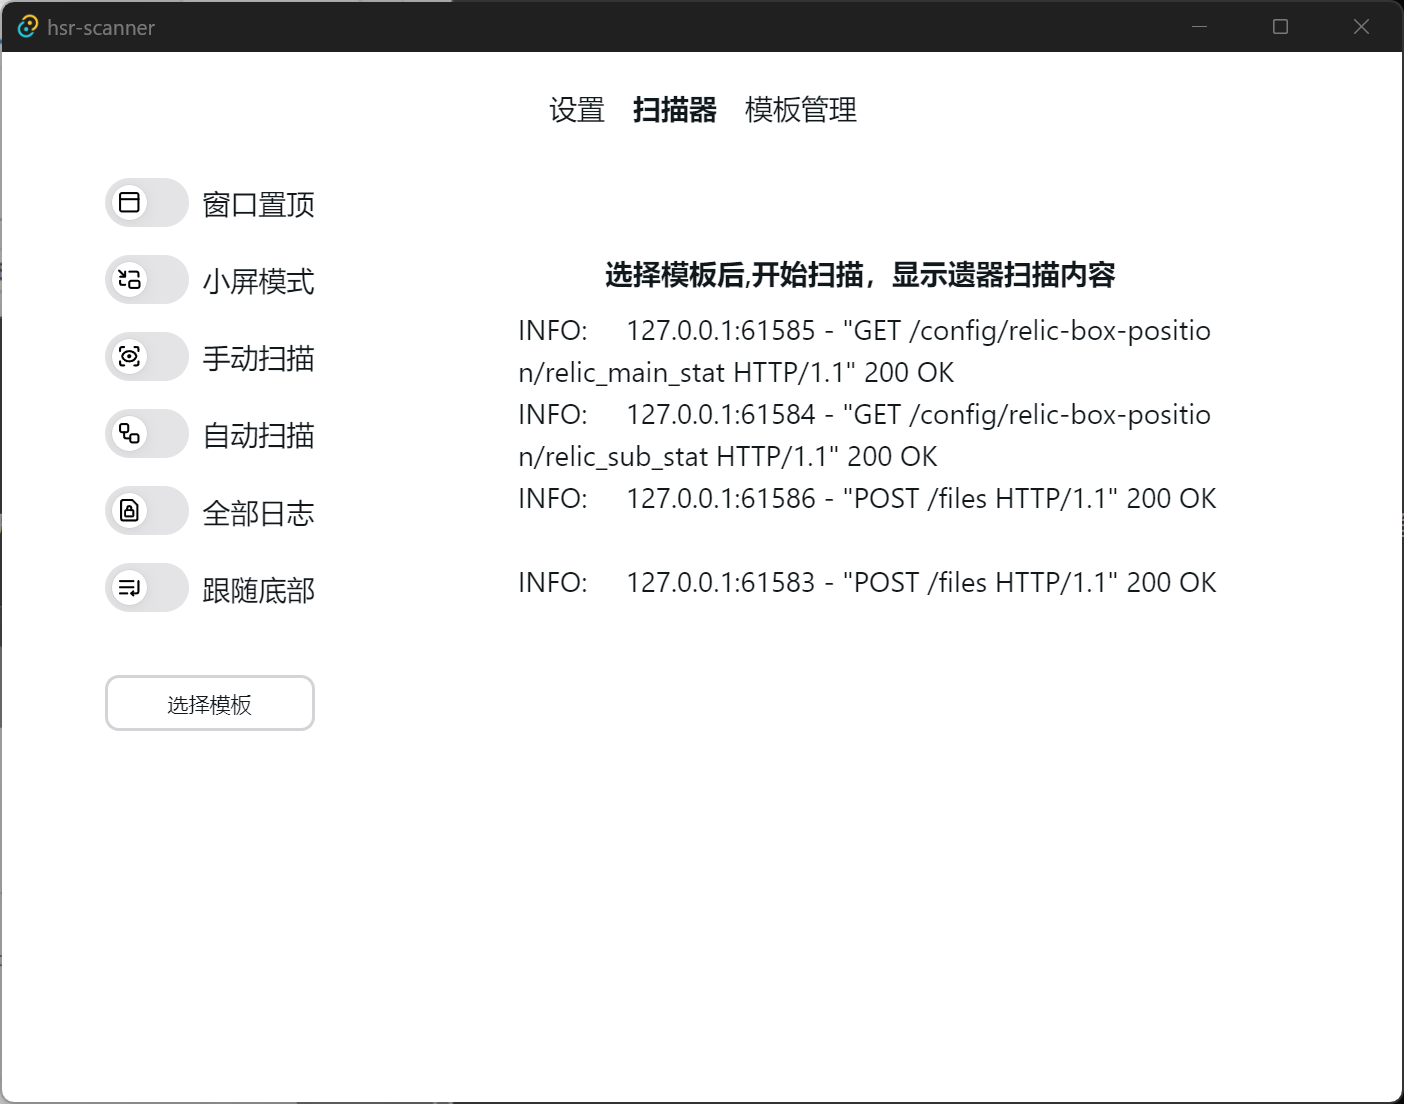 hsr-scanner
设置 扫描器 模板管理
窗口置顶
小屏模式
手动扫描
自动扫描
全部日志
跟随底部
选择模板
选择模板后,开始扫描，显示遗器扫描内容
INFO: 127.0.0.1:61585 - "GET /config/relic-box-positio
n/relic_main_stat HTTP/1.1" 200 OK
INFO: 127.0.0.1:61584 - "GET /config/relic-box-positio
n/relic_sub_stat HTTP/1.1" 200 OK
INFO: 127.0.0.1:61586 - "POST /files HTTP/1.1" 200 OK
INFO: 127.0.0.1:61583 - "POST /files HTTP/1.1" 200 OK